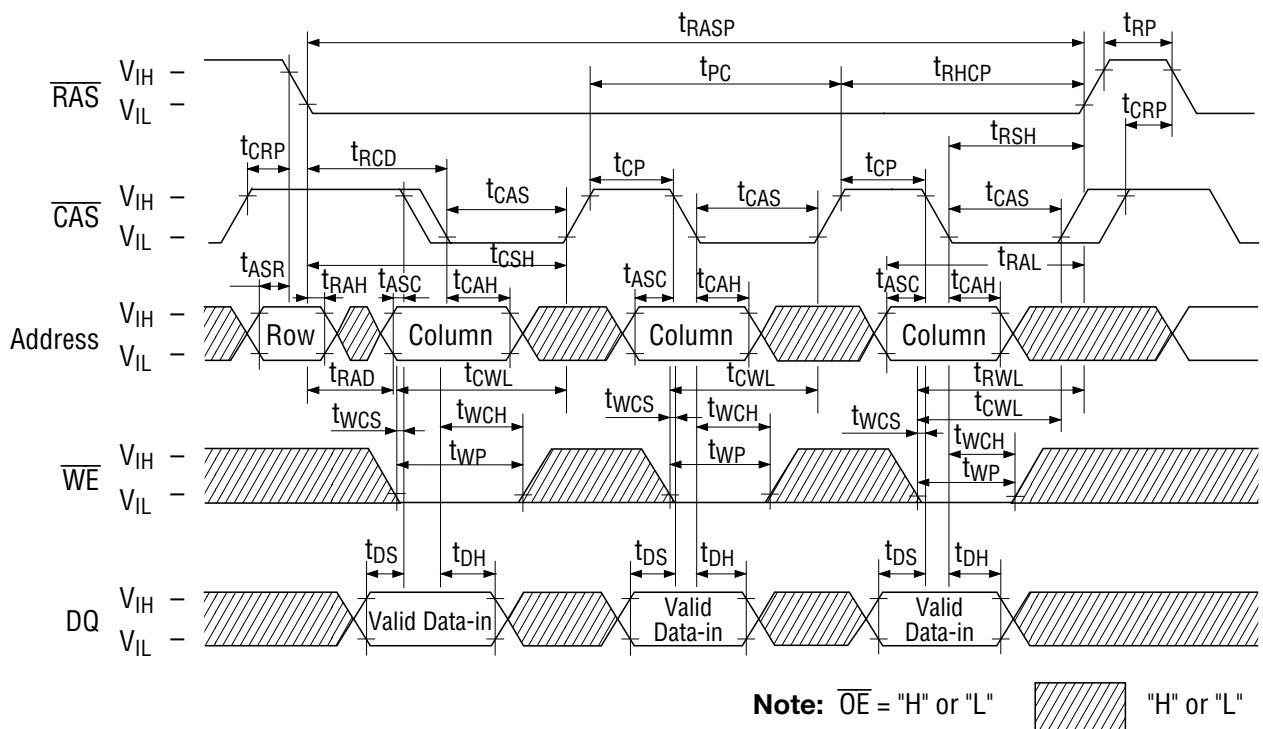 tRASP
tRP
RAS
VIH
VIL
tPC
tRHCP
tCRP
tRCD
tRSH
tCRP
tCP
tCP
CAS
VIH
VIL
tCAS
tCAS
tCAS
tCSH
tRAL
tASR
tRAH
tASC
tCAH
tASC
tCAH
tASC
tCAH
Address
VIH
VIL
Row
Column
Column
Column
tRAD
tCWL
tCWL
tRWL
tCWL
tWCS
tWCH
tWCS
tWCH
tWCS
tWCH
tWP
tWP
tWP
WE
VIH
VIL
tDS
tDH
tDS
tDH
tDS
tDH
DQ
VIH
VIL
Valid Data-in
Valid
Data-in
Valid
Data-in
Note: OE = "H" or "L"
"H" or "L"